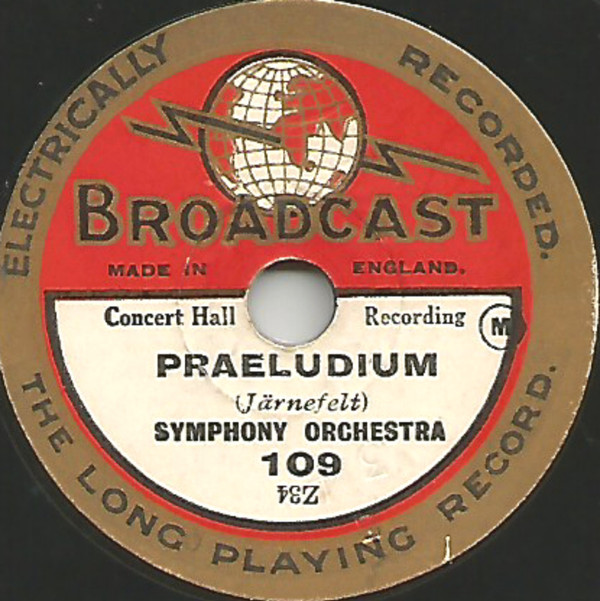 ELECTRICALLY RECORDED.
BROADCAST
MADE IN ENGLAND.
Concert Hall Recording
M
PRAELUDIUM
(Järnefelt)
SYMPHONY ORCHESTRA
109
Z34
THE LONG PLAYING RECORD.